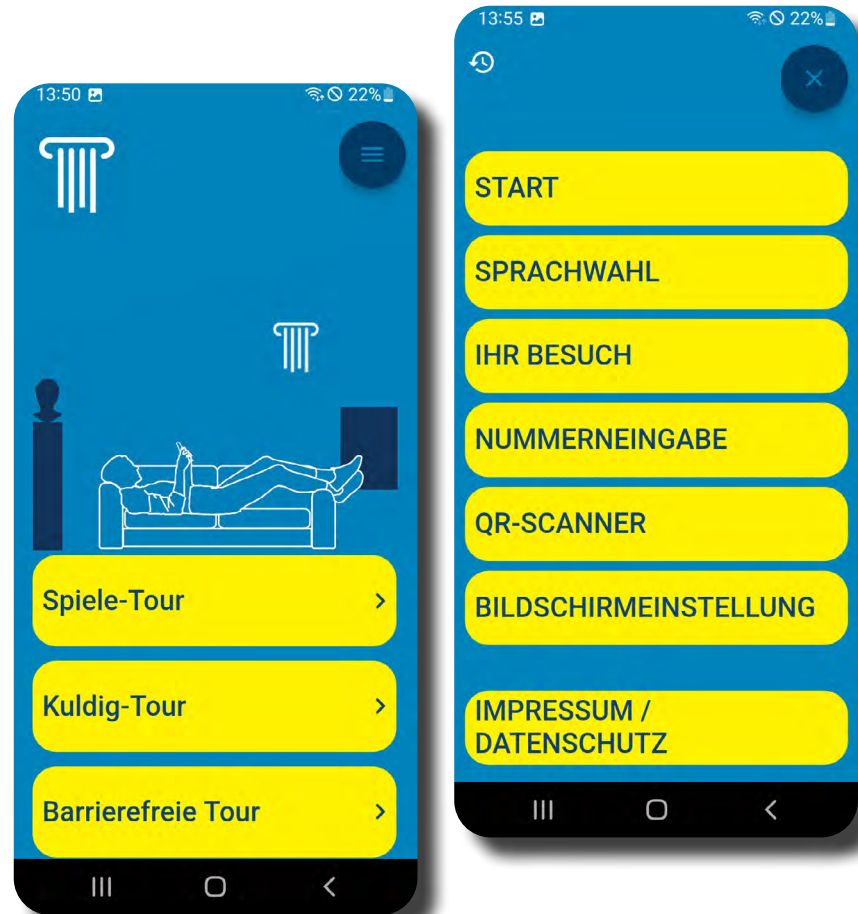 13:50
22%
Spiele-Tour
Kuldig-Tour
Barrierefreie Tour
13:55
22%
START
SPRACHWAHL
IHR BESUCH
NUMMERNEINGABE
QR-SCANNER
BILDSCHIRMEINSTELLUNG
IMPRESSUM /
DATENSCHUTZ